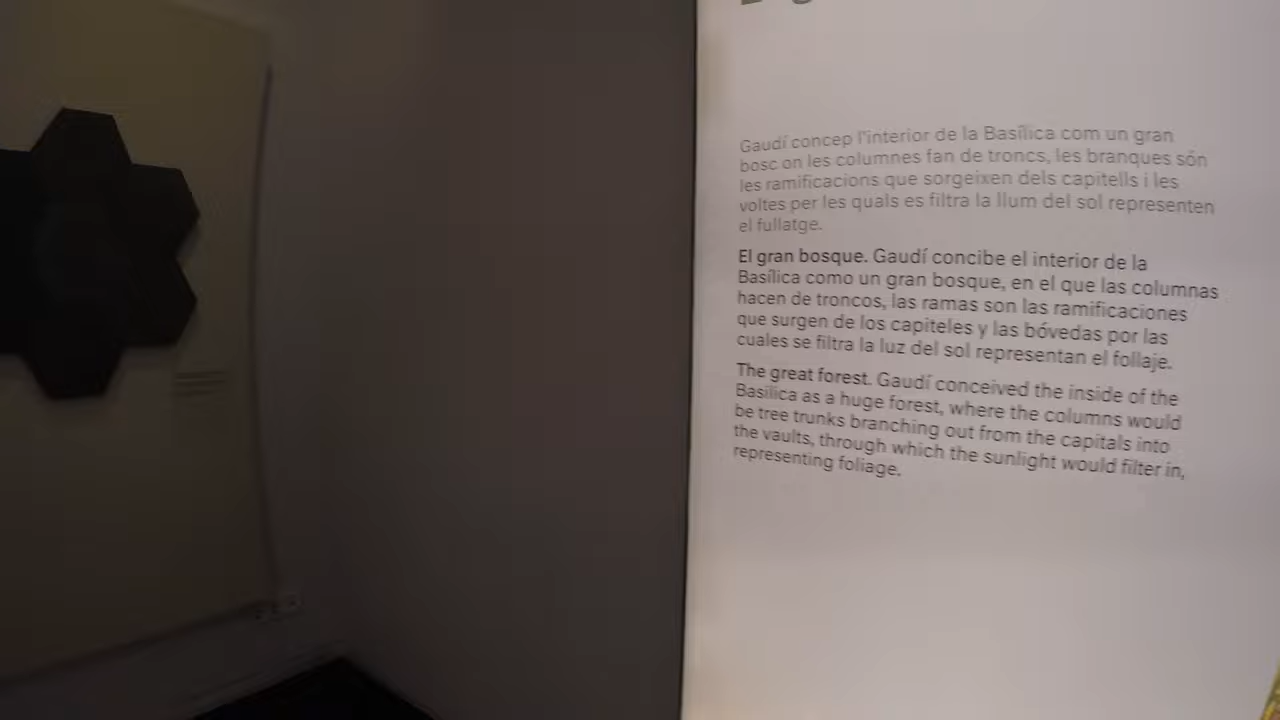 Gaudí concep l'interior de la Basílica com un gran
bosc on les columnes fan de troncs, les branques són
les ramificacions que sorgeixen dels capitells i les
voltes per les quals es filtra la llum del sol representen
el fullatge.
El gran bosque. Gaudí concibe el interior de la
Basílica como un gran bosque, en el que las columnas
hacen de troncos, las ramas son las ramificaciones
que surgen de los capiteles y las bóvedas por las
cuales se filtra la luz del sol representan el follaje.
The great forest. Gaudí conceived the inside of the
Basilica as a huge forest, where the columns would
be tree trunks branching out from the capitals into
the vaults, through which the sunlight would filter in,
representing foliage.